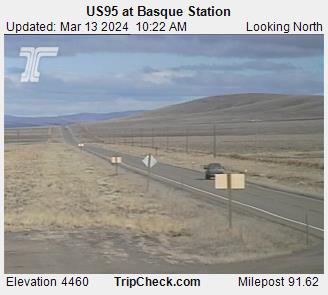 US95 at Basque Station
Updated: Mar 13 2024 10:22 AM Looking North
Elevation 4460 TripCheck.com Milepost 91.62